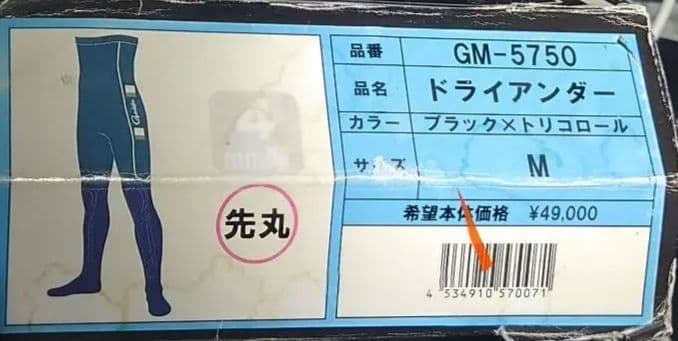 品番 GM-5750
品名 ドライアンダー
カラー ブラック×トリコロール
サイズ M
希望本体価格 ¥49,000
先丸
4 534910 570071